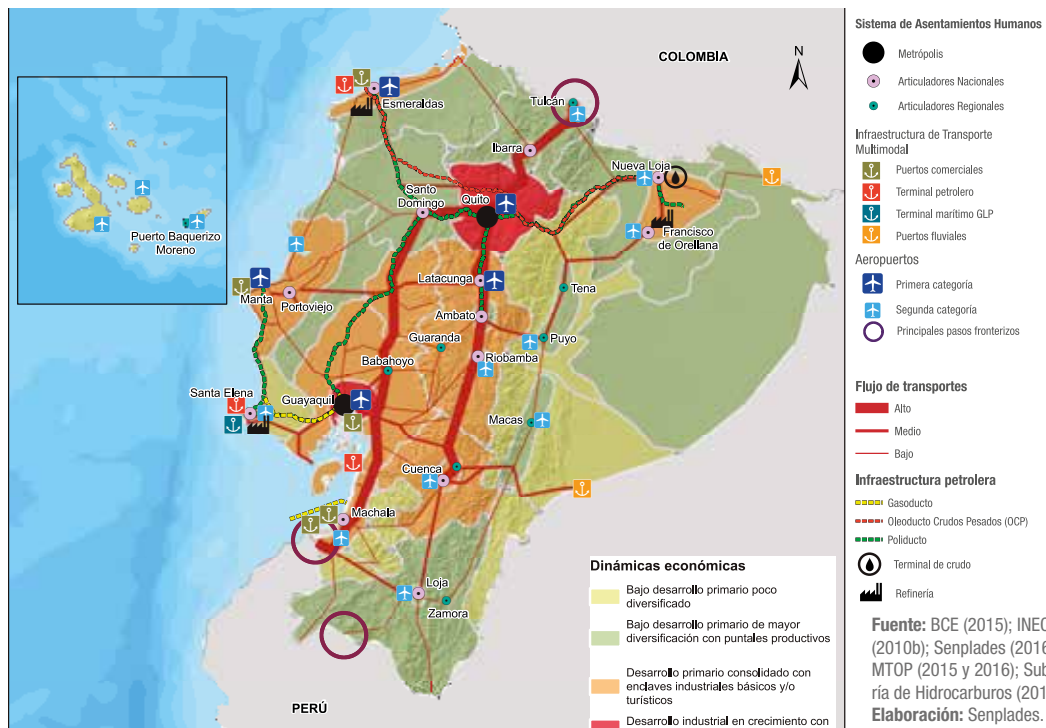 COLOMBIA
N
Tulcán
Esmeraldas
Ibarra
Nueva Loja
Santo
Domingo
Quito
Francisco
de Orellana
Puerto Baquerizo
Moreno
Latacunga
Tena
Manta
Portoviejo
Ambato
Guaranda
Puyo
Riobamba
Babahoyo
Santa Elena
Guayaquil
Macas
Cuenca
Machala
Loja
Zamora
PERÚ
Dinámicas económicas
Bajo desarrollo primario poco
diversificado
Bajo desarrollo primario de mayor
diversificación con puntales productivos
Desarrollo primario consolidado con
enclaves industriales básicos y/o
turísticos
Desarrollo industrial en crecimiento con
Sistema de Asentamientos Humanos
Metrópolis
Articuladores Nacionales
Articuladores Regionales
Infraestructura de Transporte
Multimodal
Puertos comerciales
Terminal petrolero
Terminal marítimo GLP
Puertos fluviales
Aeropuertos
Primera categoría
Segunda categoría
Principales pasos fronterizos
Flujo de transportes
Alto
Medio
Bajo
Infraestructura petrolera
Gasoducto
Oleoducto Crudos Pesados (OCP)
Poliducto
Terminal de crudo
Refinería
Fuente: BCE (2015); INEC
(2010b); Senplades (2016
MTOP (2015 y 2016); Sub
ría de Hidrocarburos (201
Elaboración: Senplades.